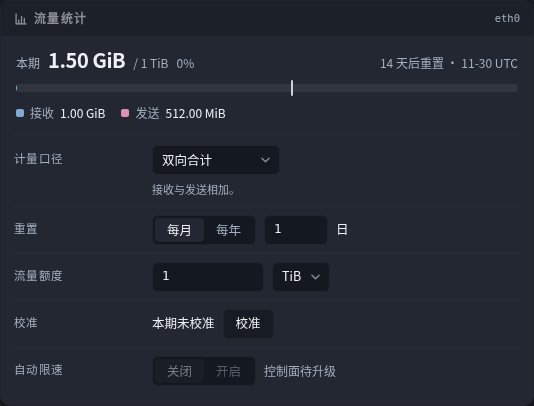 流量统计 eth0
本期 1.50 GiB / 1 TiB 0% 14 天后重置 · 11-30 UTC
接收 1.00 GiB 发送 512.00 MiB
计量口径 双向合计
接收与发送相加。
重置 每月 每年 1 日
流量额度 1 TiB
校准 本期未校准 校准
自动限速 关闭 开启 控制面待升级